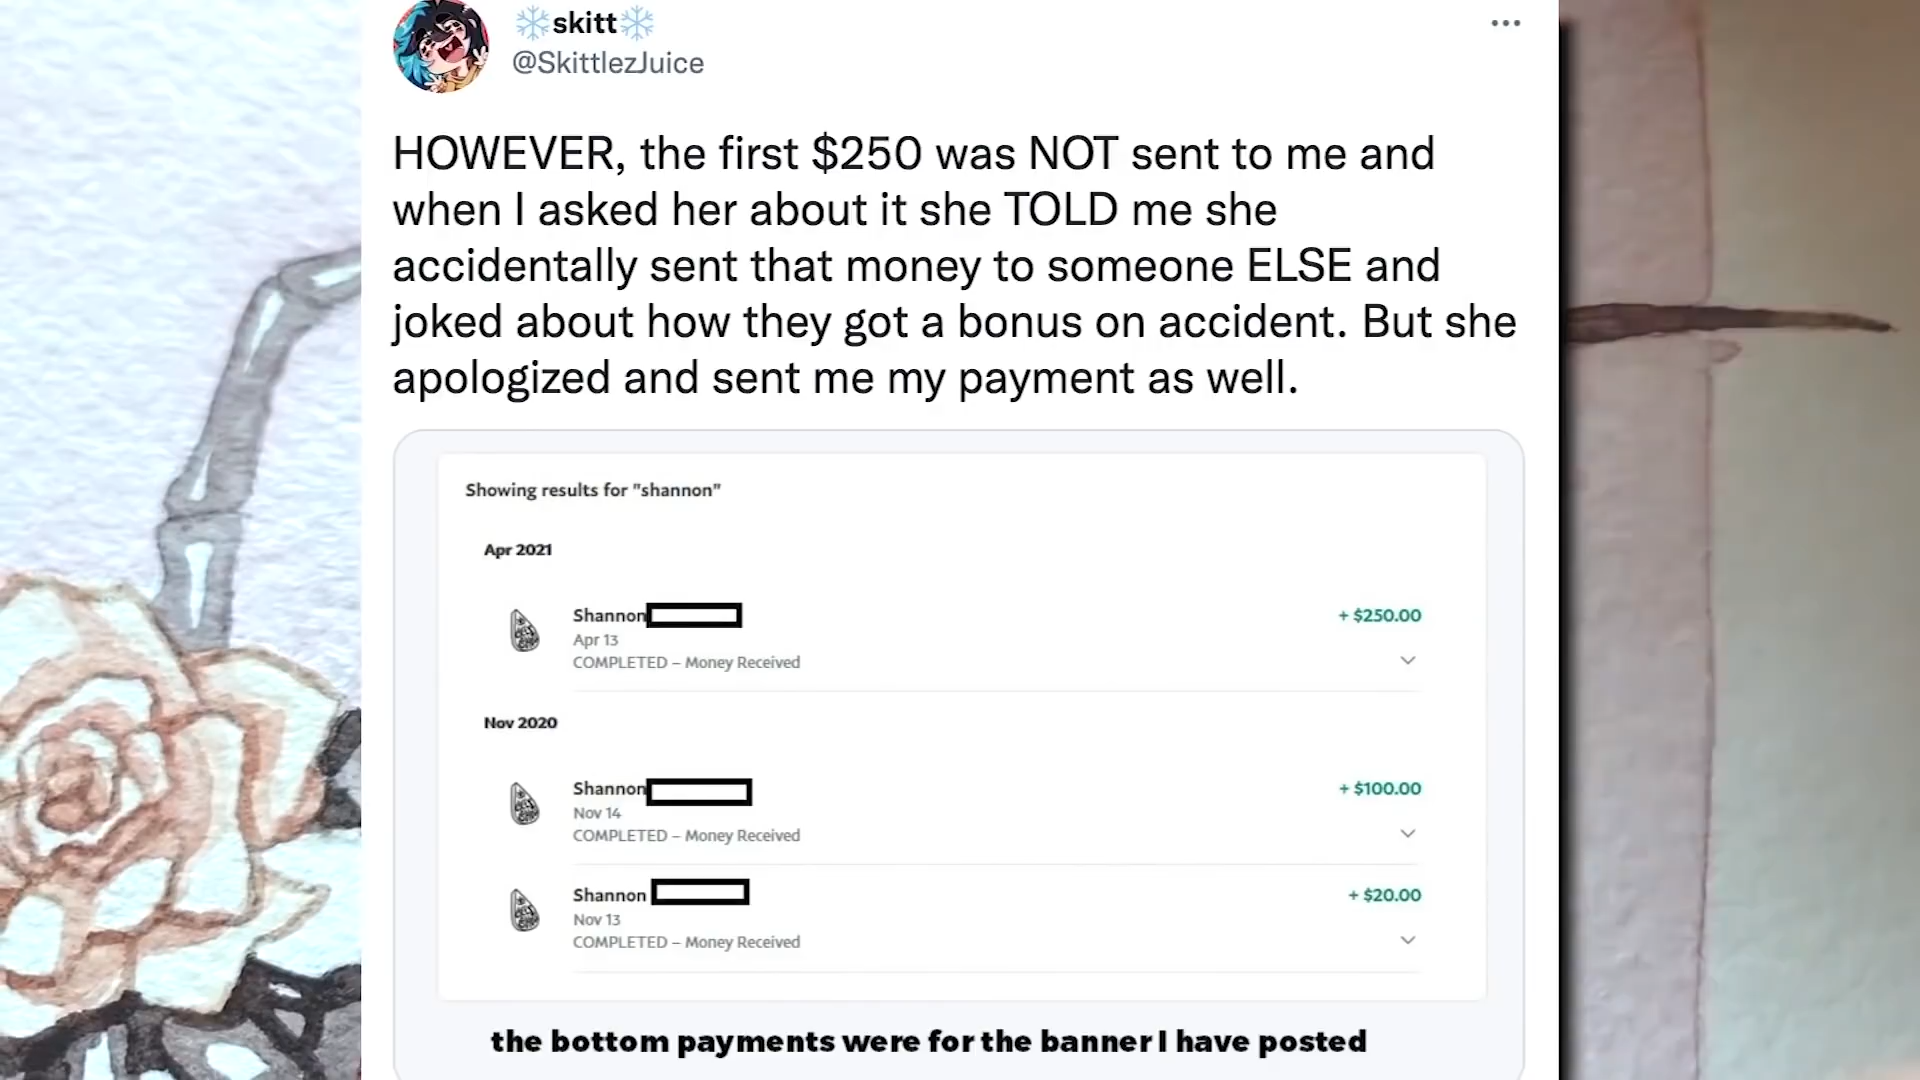 ❄️skitt❄️
@SkittlezJuice
HOWEVER, the first $250 was NOT sent to me and
when I asked her about it she TOLD me she
accidentally sent that money to someone ELSE and
joked about how they got a bonus on accident. But she
apologized and sent me my payment as well.
Showing results for "shannon"
Apr 2021
Shannon + $250.00
Apr 13
COMPLETED – Money Received
Nov 2020
Shannon + $100.00
Nov 14
COMPLETED – Money Received
Shannon + $20.00
Nov 13
COMPLETED – Money Received
the bottom payments were for the banner I have posted